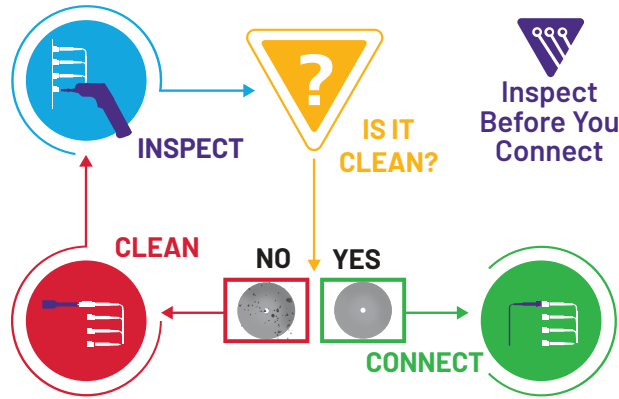 ?
Inspect
Before You
Connect
INSPECT
IS IT
CLEAN?
CLEAN
NO
YES
CONNECT